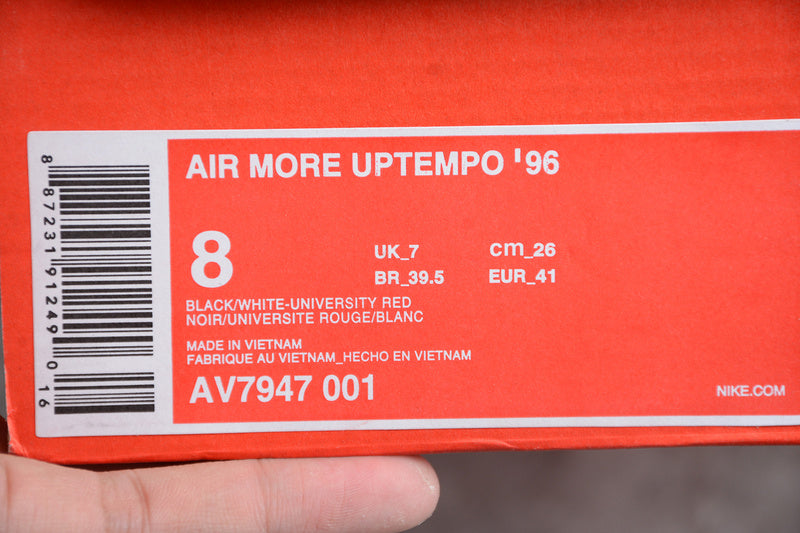 AIR MORE UPTEMPO '96
8
UK_7 cm_26
BR_39.5 EUR_41
BLACK/WHITE-UNIVERSITY RED
NOIR/UNIVERSITE ROUGE/BLANC
MADE IN VIETNAM
FABRIQUE AU VIETNAM_HECHO EN VIETNAM
AV7947 001
NIKE.COM
8 87231 91249 0 16